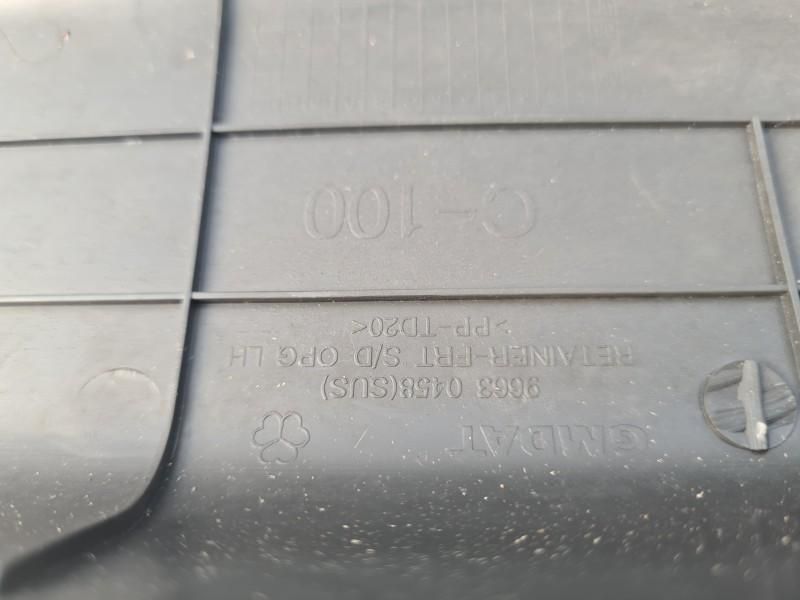 GMDAT
9663 0458(SUS)
RETAINER-FRT S/D OPG LH
>PP-TD20<
C-100